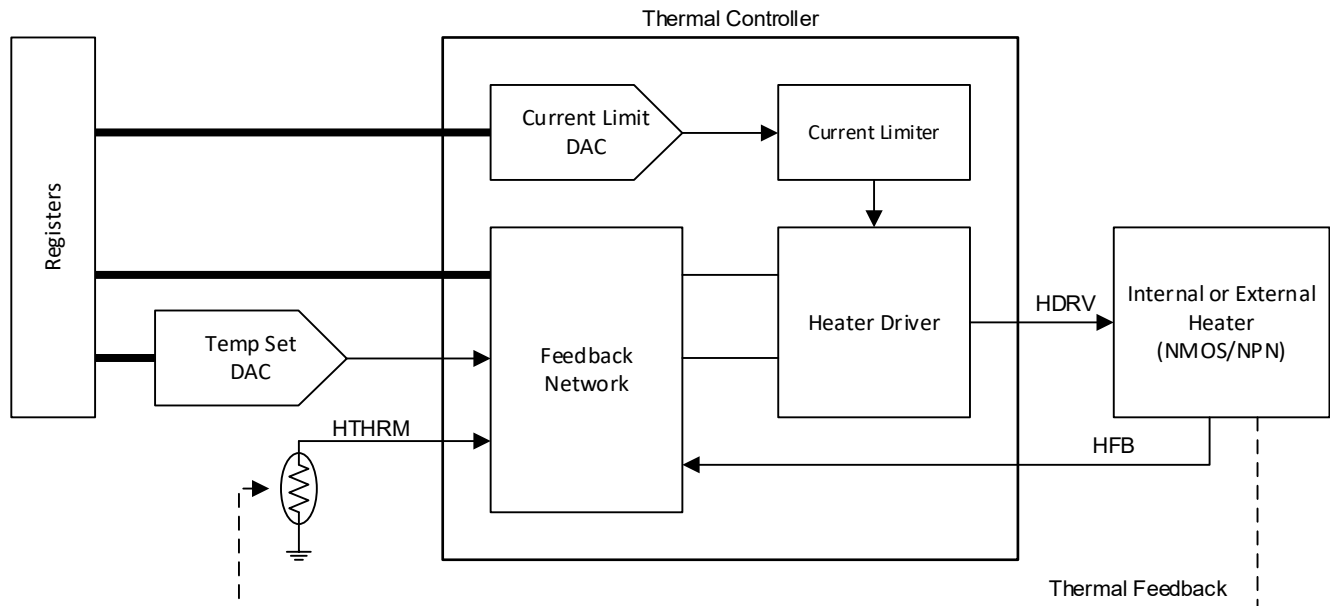 Thermal Controller
Registers
Current Limit
DAC
Current Limiter
Temp Set
DAC
Feedback
Network
Heater Driver
HDRV
Internal or External
Heater
(NMOS/NPN)
HTHRM
HFB
Thermal Feedback